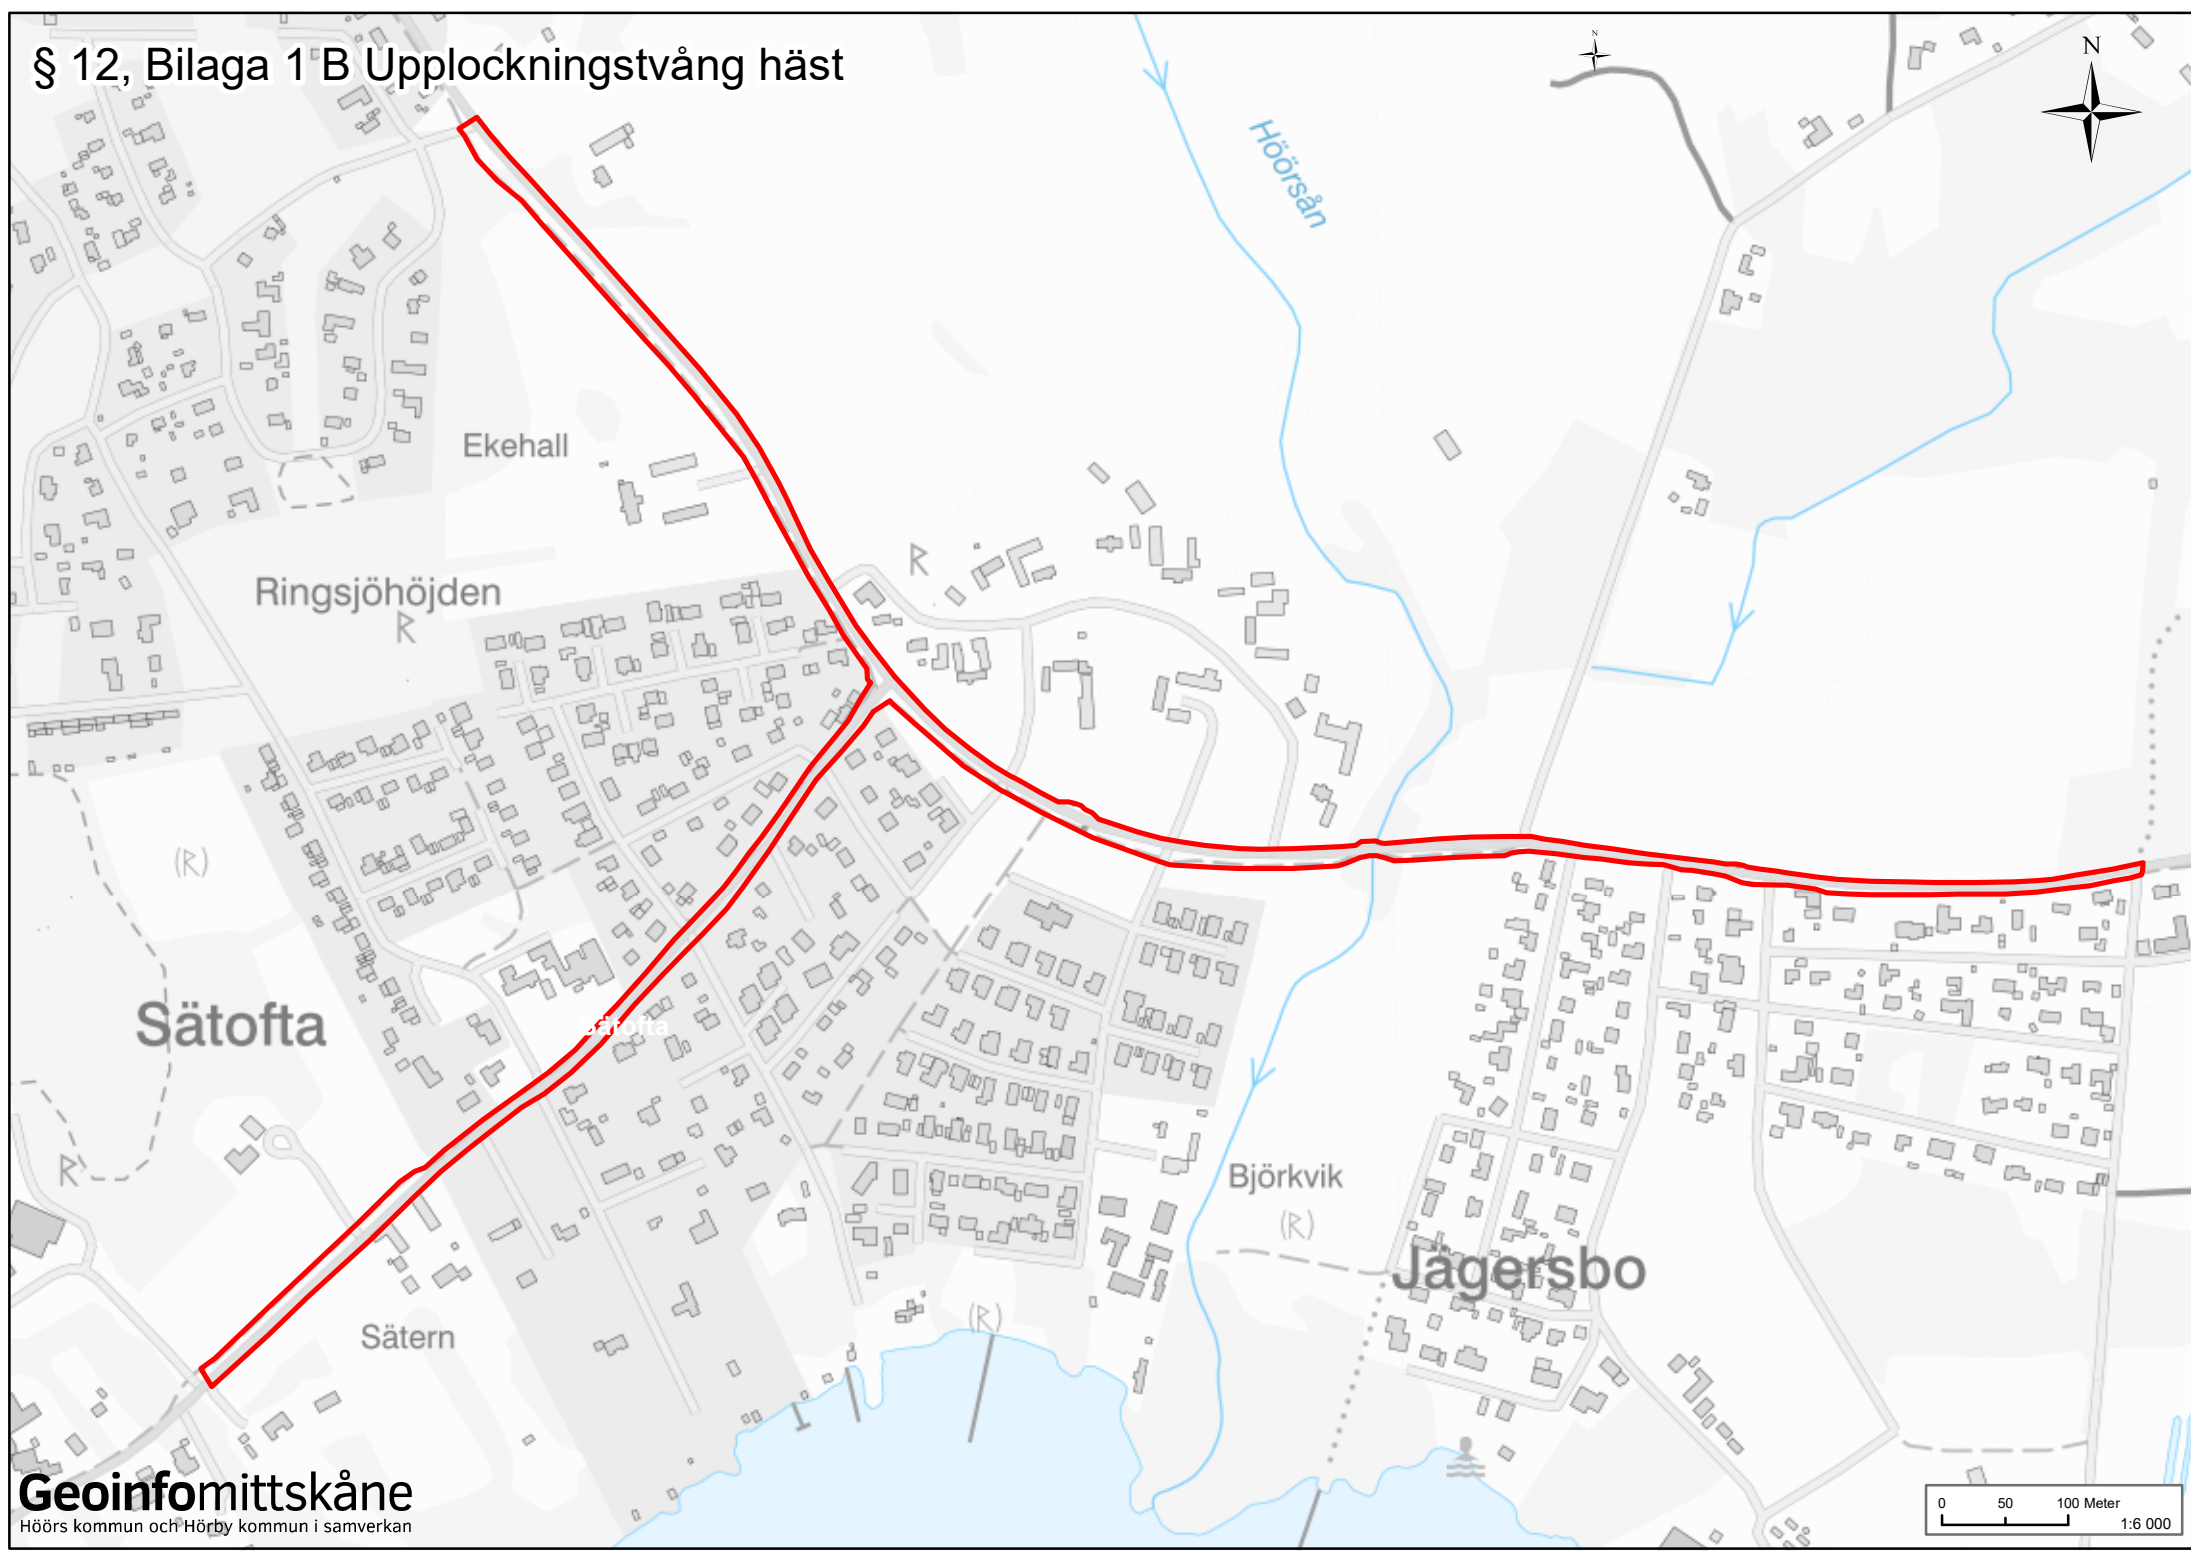 § 12, Bilaga 1 B Upplockningstvång häst
N
N
Höörsån
Ekehall
R
Ringsjöhöjden
R
(R)
Sätofta
Sätofta
R
Björkvik
(R)
Jägersbo
Sätern
(R)
Geoinfomittskåne
Höörs kommun och Hörby kommun i samverkan
0 50 100 Meter
1:6 000